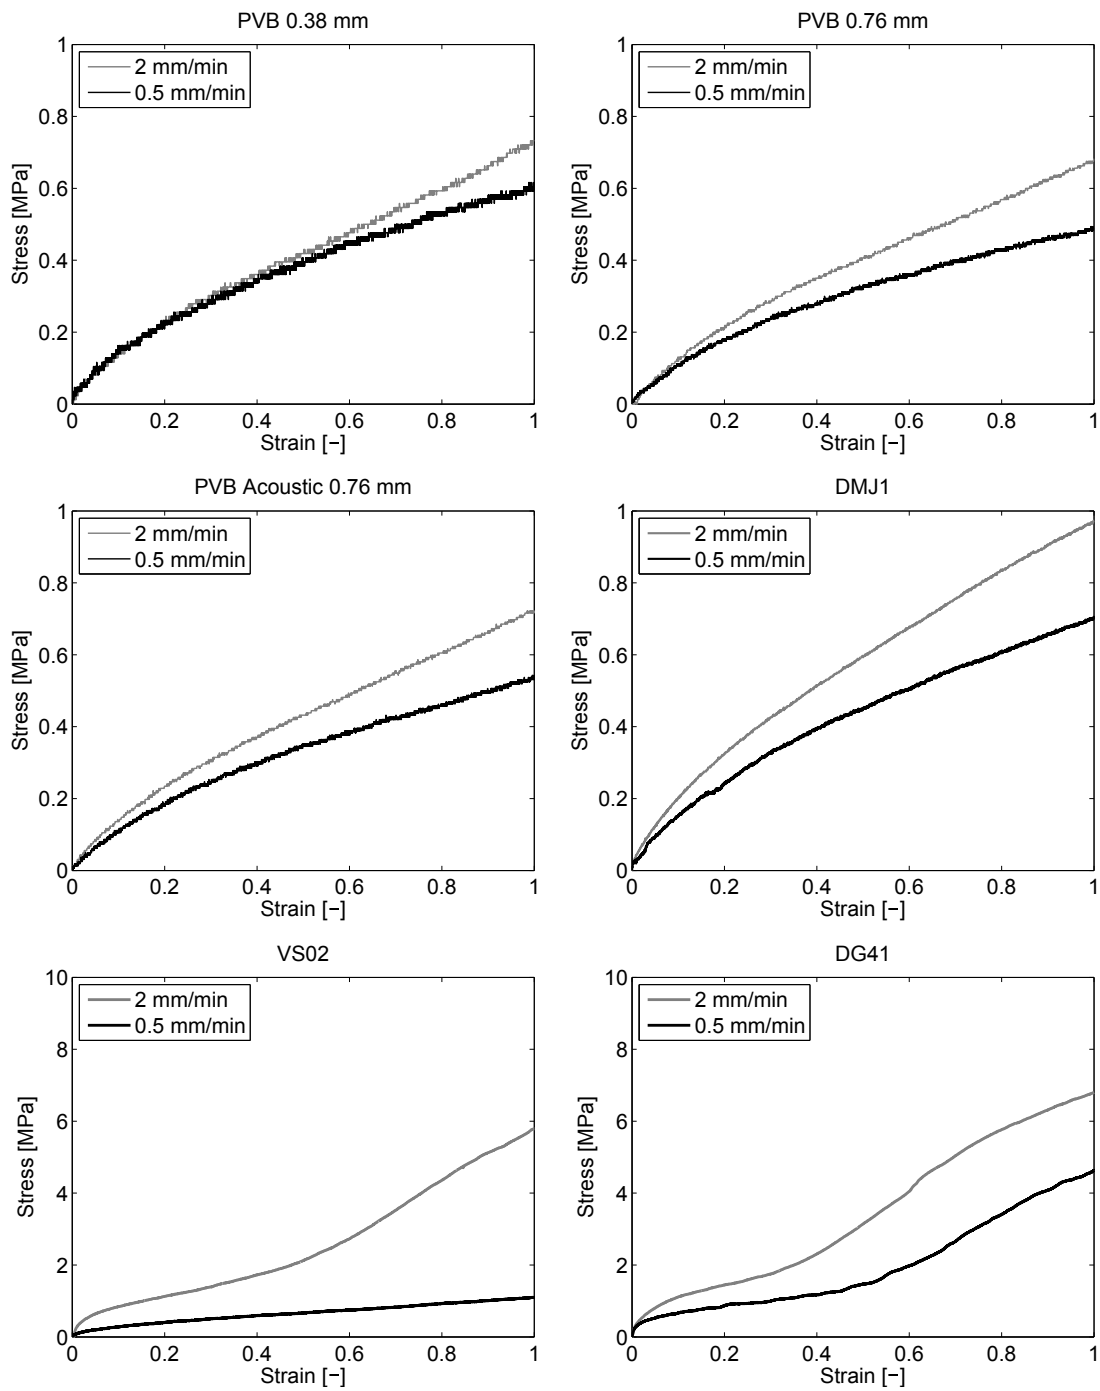 PVB 0.38 mm
1
0.8
0.6
0.4
0.2
0
Stress [MPa]
2 mm/min
0.5 mm/min
0 0.2 0.4 0.6 0.8 1
Strain [−]
PVB 0.76 mm
1
0.8
0.6
0.4
0.2
0
Stress [MPa]
2 mm/min
0.5 mm/min
0 0.2 0.4 0.6 0.8 1
Strain [−]
PVB Acoustic 0.76 mm
1
0.8
0.6
0.4
0.2
0
Stress [MPa]
2 mm/min
0.5 mm/min
0 0.2 0.4 0.6 0.8 1
Strain [−]
DMJ1
1
0.8
0.6
0.4
0.2
0
Stress [MPa]
2 mm/min
0.5 mm/min
0 0.2 0.4 0.6 0.8 1
Strain [−]
VS02
10
8
6
4
2
0
Stress [MPa]
2 mm/min
0.5 mm/min
0 0.2 0.4 0.6 0.8 1
Strain [−]
DG41
10
8
6
4
2
0
Stress [MPa]
2 mm/min
0.5 mm/min
0 0.2 0.4 0.6 0.8 1
Strain [−]